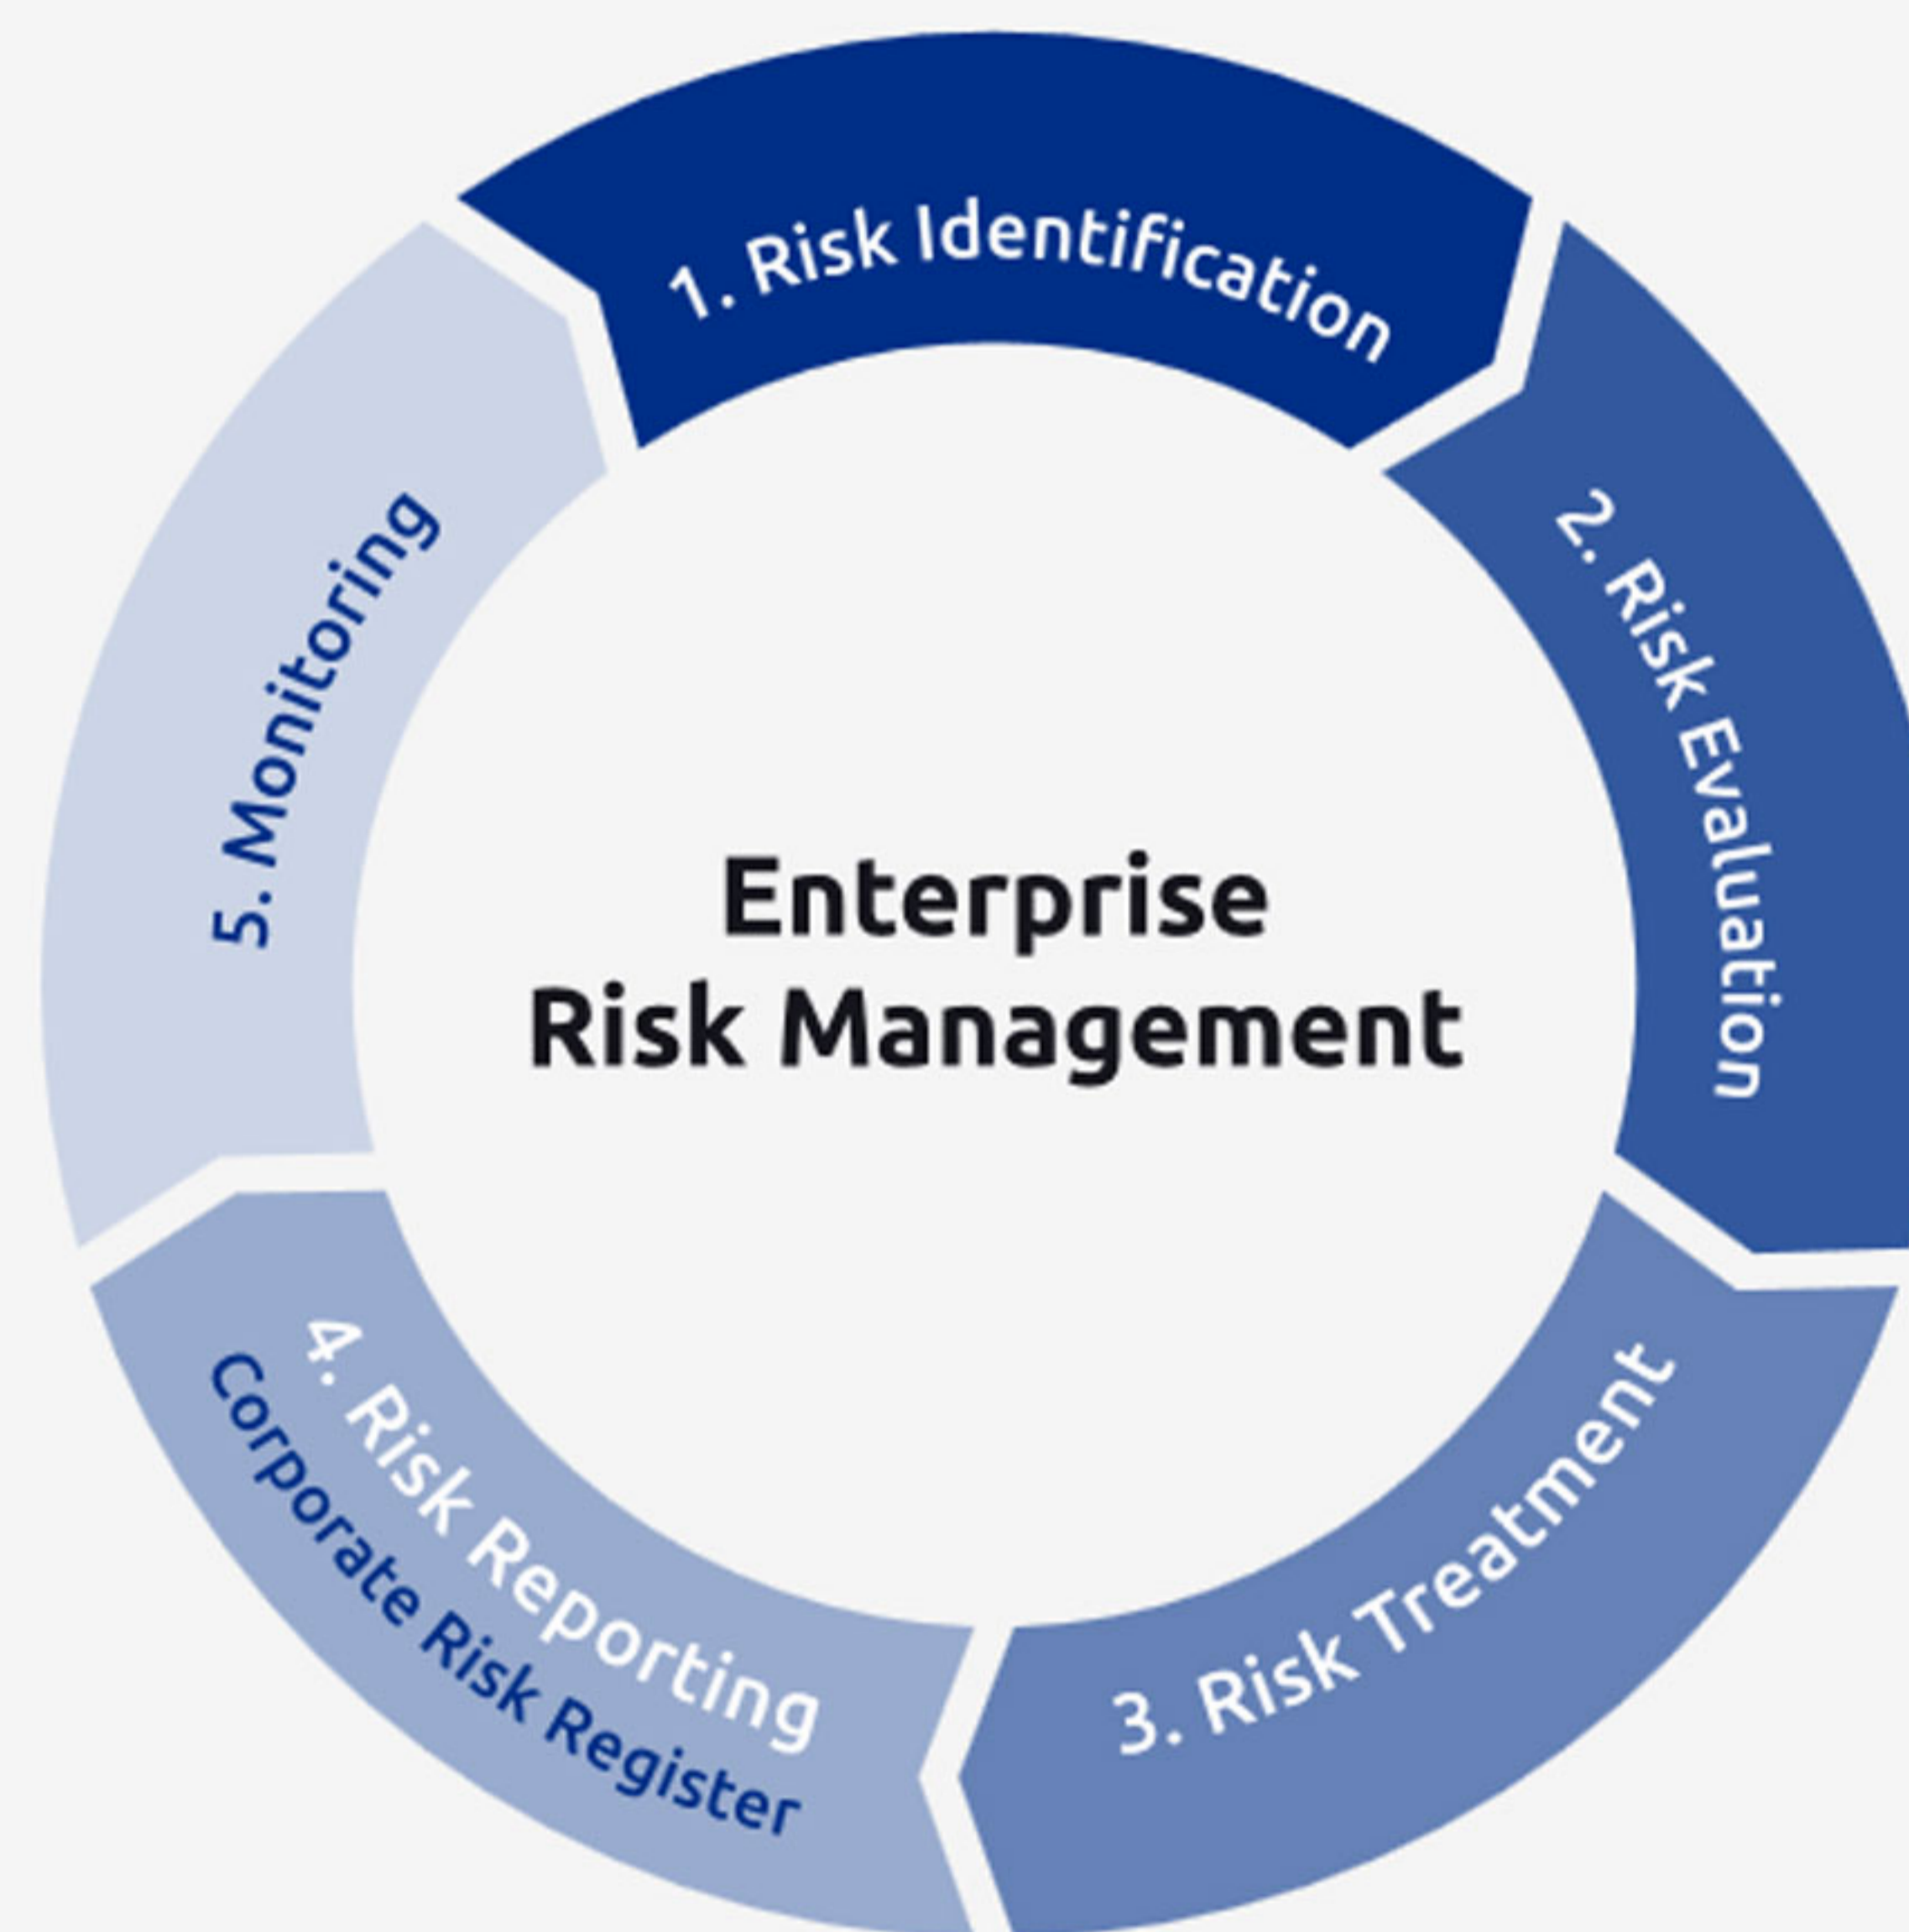 1. Risk Identification
2. Risk Evaluation
3. Risk Treatment
4. Risk Reporting
Corporate Risk Register
5. Monitoring
Enterprise
Risk Management